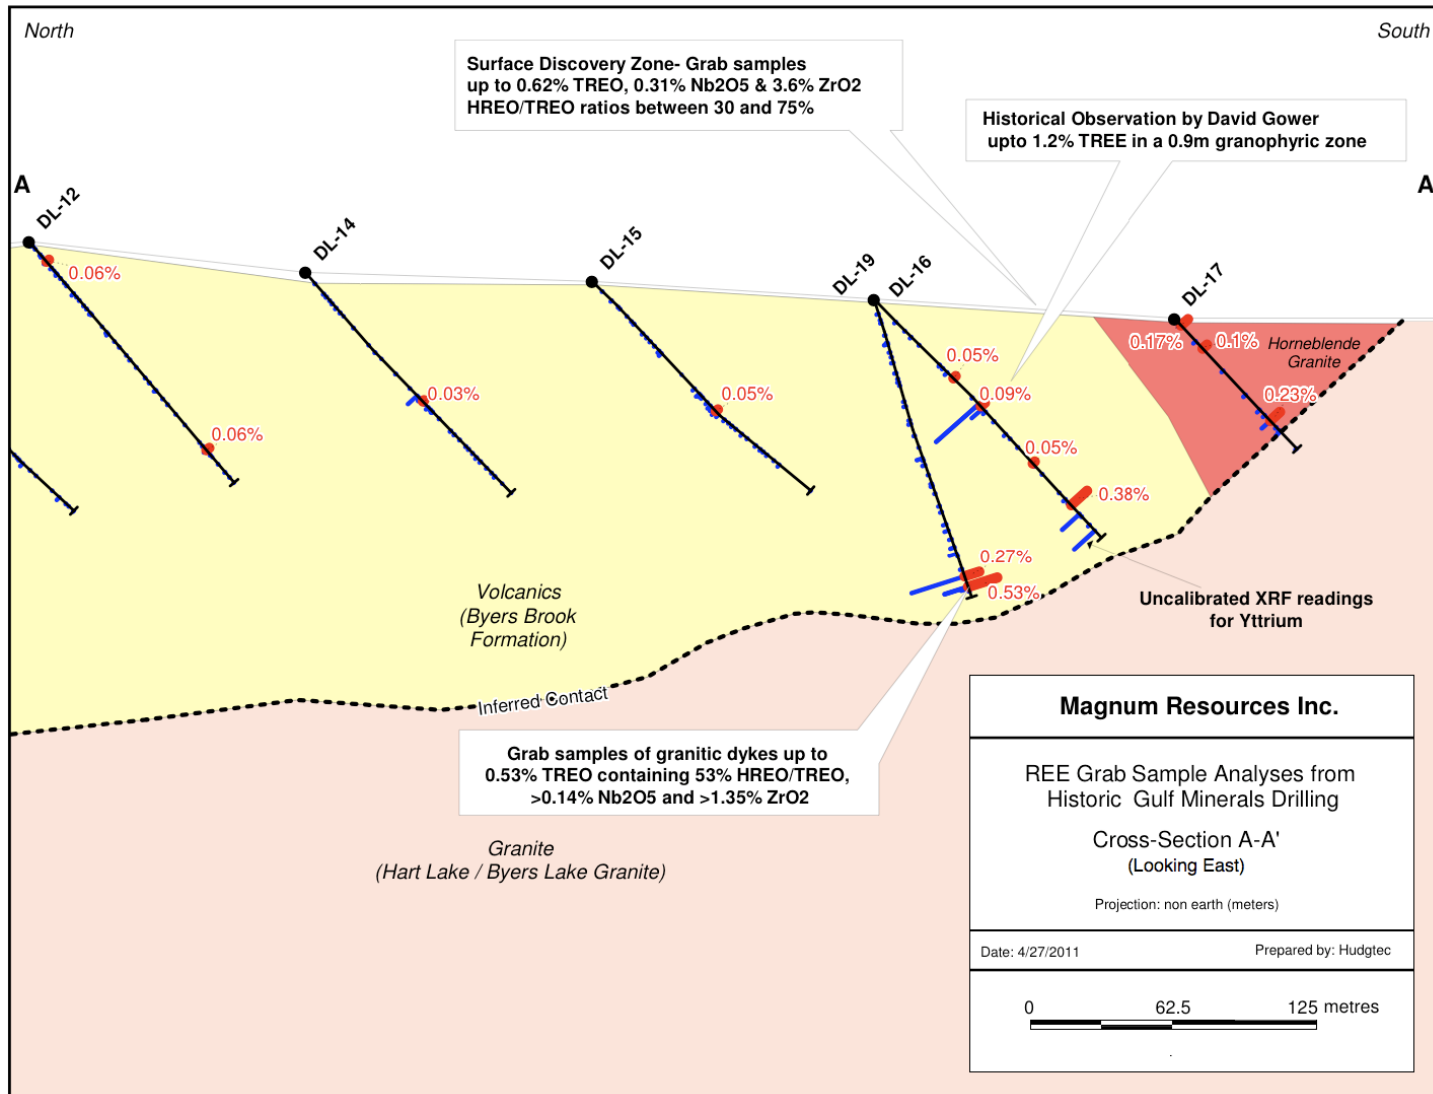 North
South
Surface Discovery Zone- Grab samples
up to 0.62% TREO, 0.31% Nb2O5 & 3.6% ZrO2
HREO/TREO ratios between 30 and 75%
Historical Observation by David Gower
upto 1.2% TREE in a 0.9m granophyric zone
A
A
DL-12
DL-14
DL-15
DL-19
DL-16
DL-17
0.06%
0.17%
0.1%
Horneblende
Granite
0.05%
0.03%
0.05%
0.09%
0.23%
0.06%
0.05%
0.38%
0.27%
0.53%
Volcanics
(Byers Brook
Formation)
Uncalibrated XRF readings
for Yttrium
Inferred Contact
Grab samples of granitic dykes up to
0.53% TREO containing 53% HREO/TREO,
>0.14% Nb2O5 and >1.35% ZrO2
Granite
(Hart Lake / Byers Lake Granite)
Magnum Resources Inc.
REE Grab Sample Analyses from
Historic Gulf Minerals Drilling
Cross-Section A-A'
(Looking East)
Projection: non earth (meters)
Date: 4/27/2011
Prepared by: Hudgtec
0 62.5 125 metres